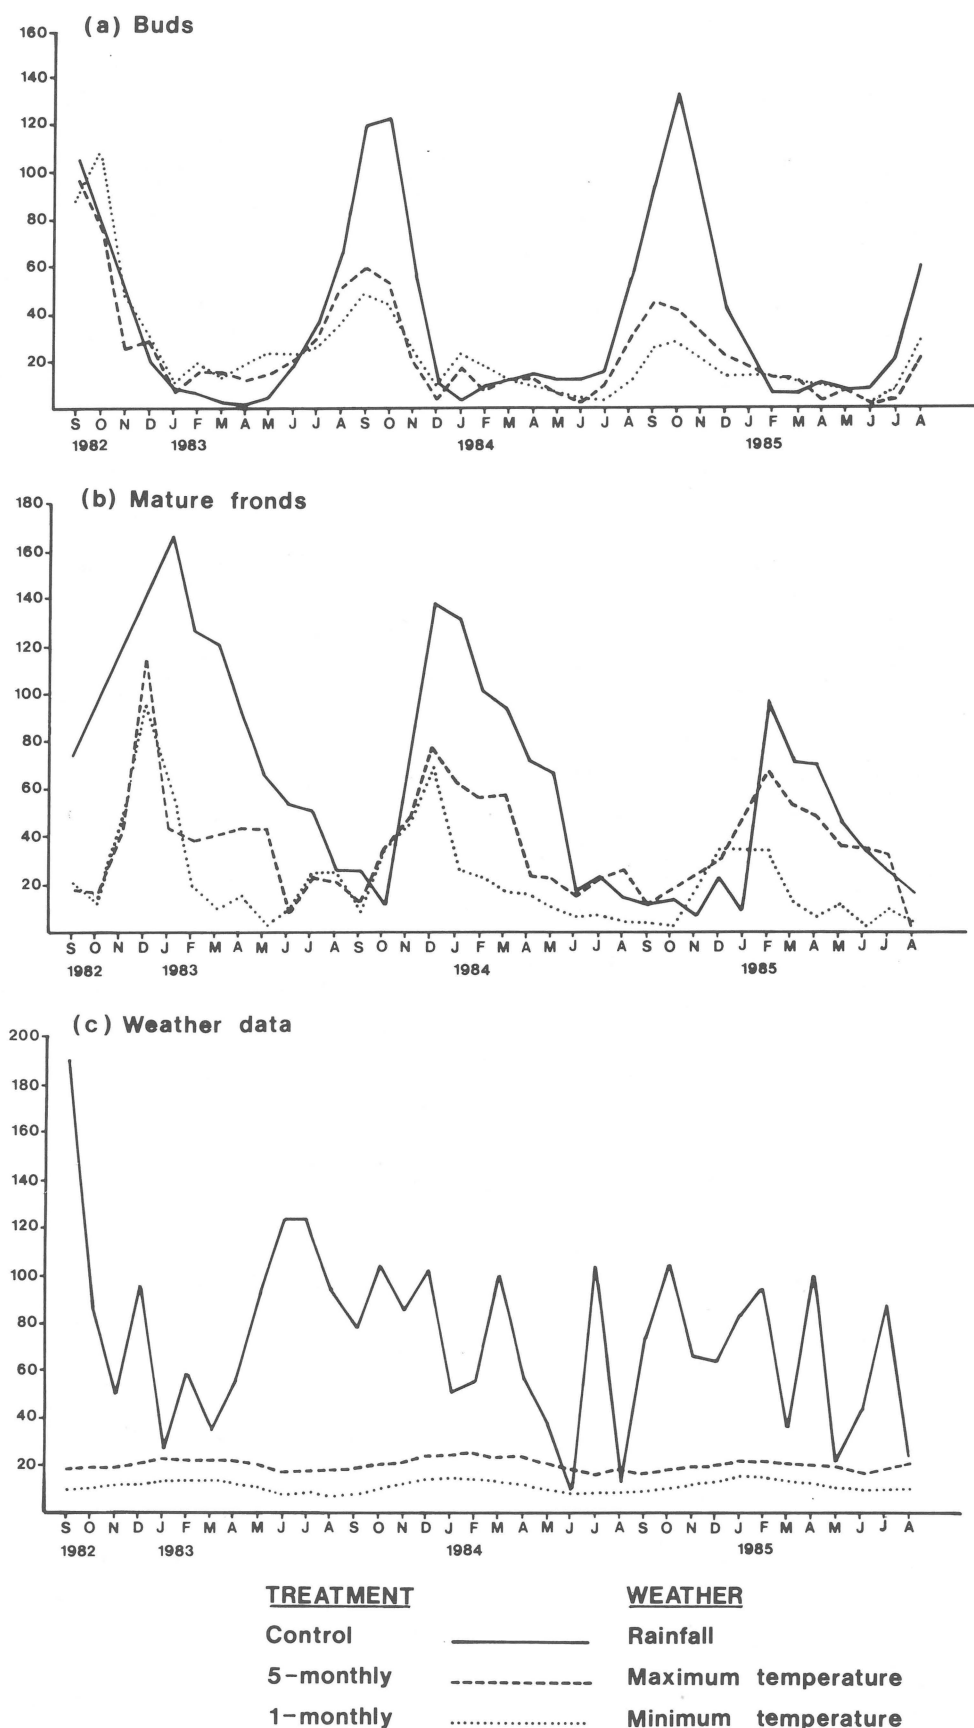 (a) Buds
160
140
120
100
80
60
40
20
S O N D J F M A M J J A S O N D J F M A M J J A S O N D J F M A M J J A
1982 1983 1984 1985
(b) Mature fronds
180
160
140
120
100
80
60
40
20
S O N D J F M A M J J A S O N D J F M A M J J A S O N D J F M A M J J A
1982 1983 1984 1985
(c) Weather data
200
180
160
140
120
100
80
60
40
20
S O N D J F M A M J J A S O N D J F M A M J J A S O N D J F M A M J J A
1982 1983 1984 1985
TREATMENT WEATHER
Control Rainfall
5-monthly Maximum temperature
1-monthly Minimum temperature